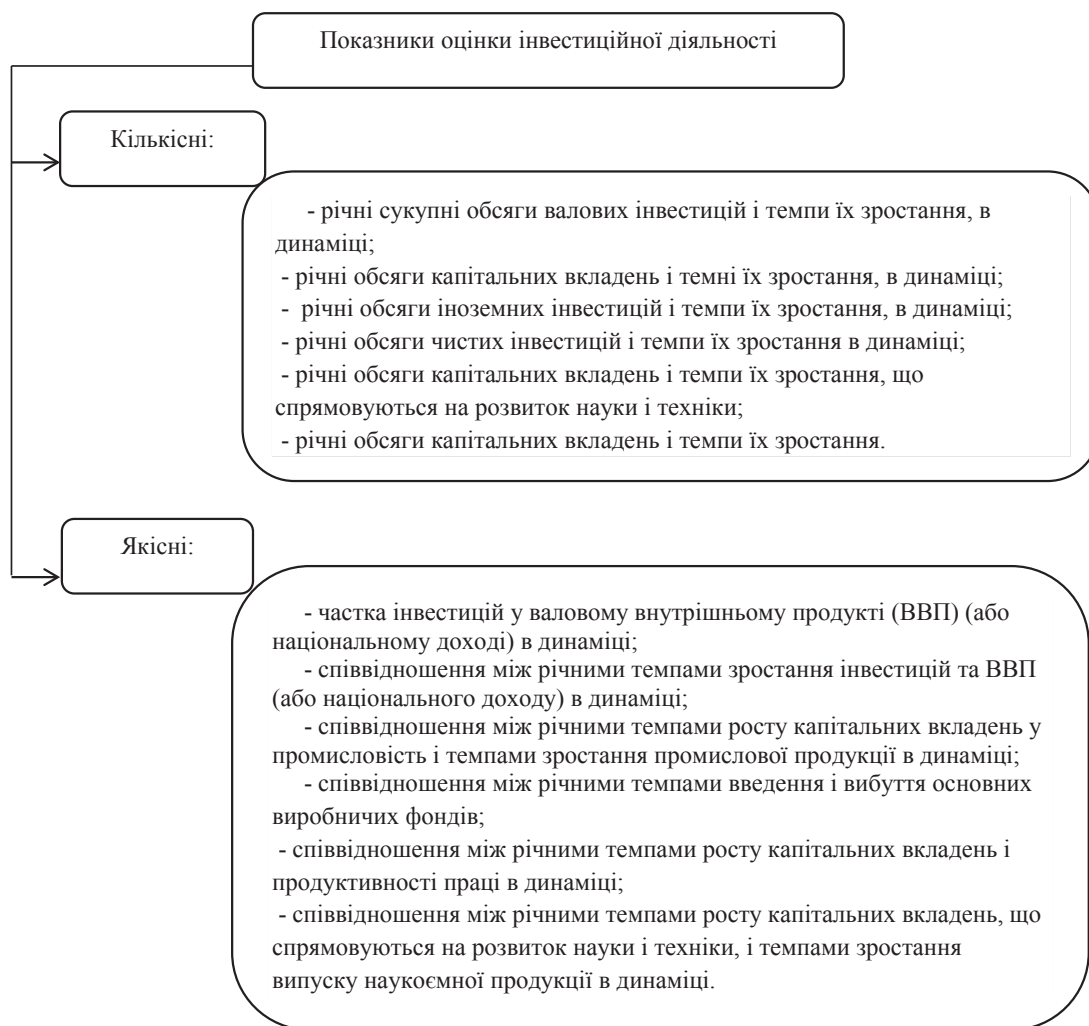 Показники оцінки інвестиційної діяльності
Кількісні:
- річні сукупні обсяги валових інвестицій і темпи їх зростання, в
динаміці;
- річні обсяги капітальних вкладень і темні їх зростання, в динаміці;
- річні обсяги іноземних інвестицій і темпи їх зростання, в динаміці;
- річні обсяги чистих інвестицій і темпи їх зростання в динаміці;
- річні обсяги капітальних вкладень і темпи їх зростання, що
спрямовуються на розвиток науки і техніки;
- річні обсяги капітальних вкладень і темпи їх зростання.
Якісні:
- частка інвестицій у валовому внутрішньому продукті (ВВП) (або
національному доході) в динаміці;
- співвідношення між річними темпами зростання інвестицій та ВВП
(або національного доходу) в динаміці;
- співвідношення між річними темпами росту капітальних вкладень у
промисловість і темпами зростання промислової продукції в динаміці;
- співвідношення між річними темпами введення і вибуття основних
виробничих фондів;
- співвідношення між річними темпами росту капітальних вкладень і
продуктивності праці в динаміці;
- співвідношення між річними темпами росту капітальних вкладень, що
спрямовуються на розвиток науки і техніки, і темпами зростання
випуску наукоємної продукції в динаміці.